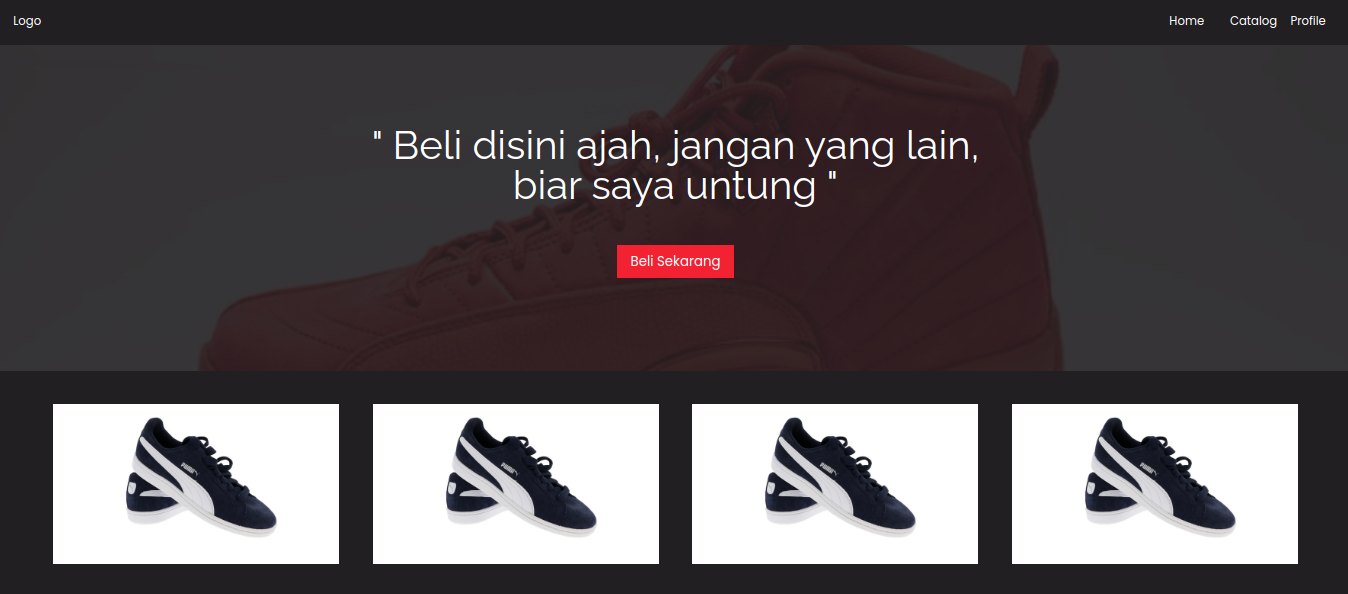 Logo
Home Catalog Profile
" Beli disini ajah, jangan yang lain,
biar saya untung "
Beli Sekarang
PUMA
PUMA
PUMA
PUMA